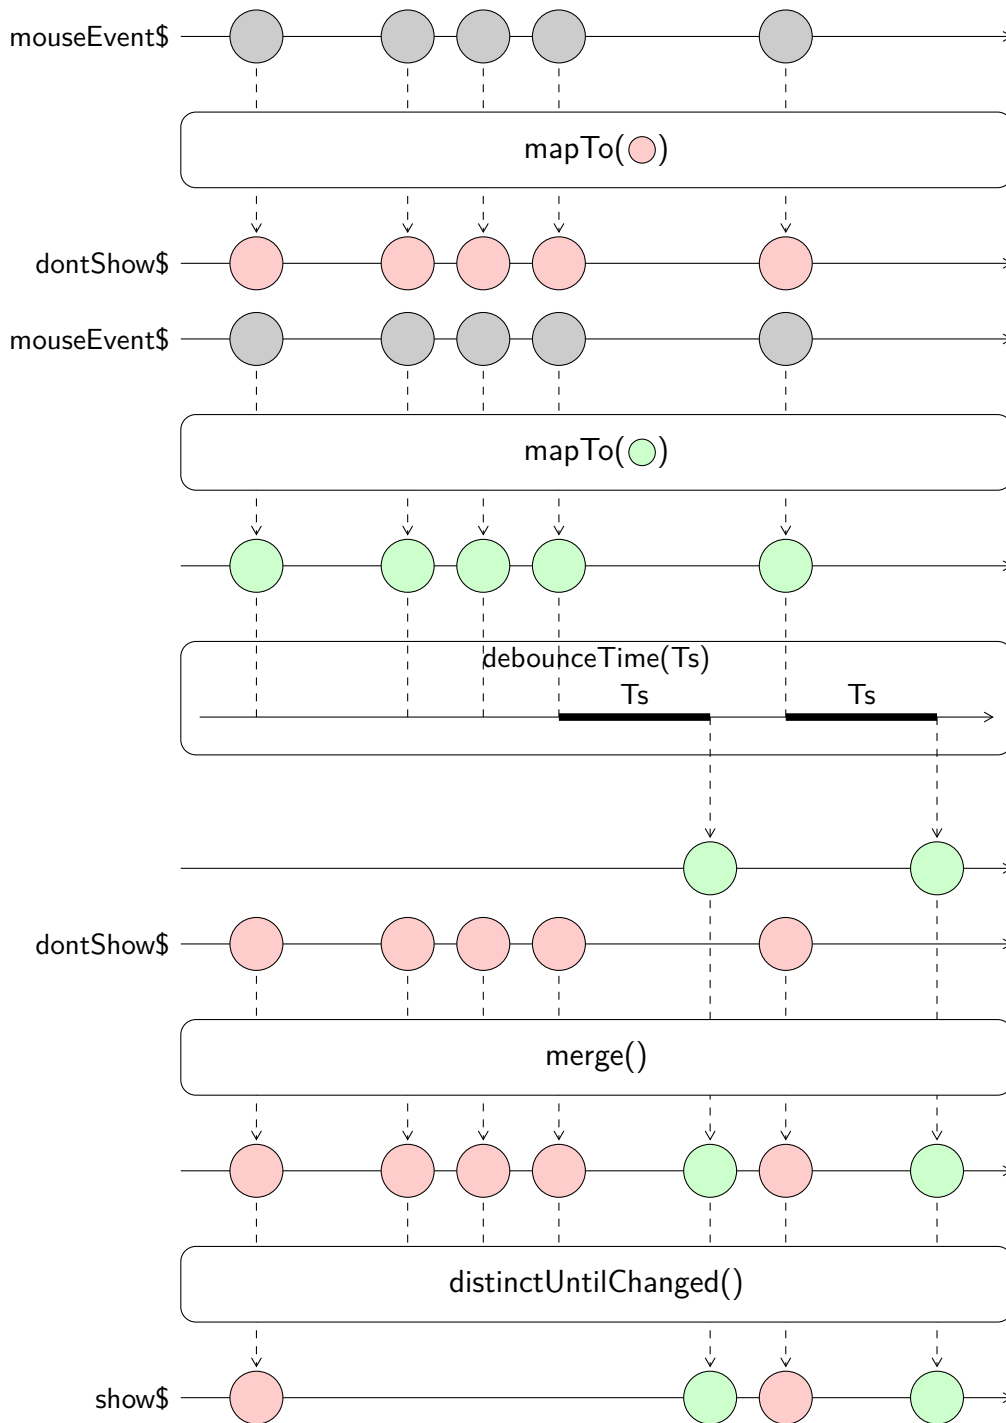 mouseEvent$
mapTo( )
dontShow$
mouseEvent$
mapTo( )
debounceTime(Ts)
Ts Ts
dontShow$
merge()
distinctUntilChanged()
show$